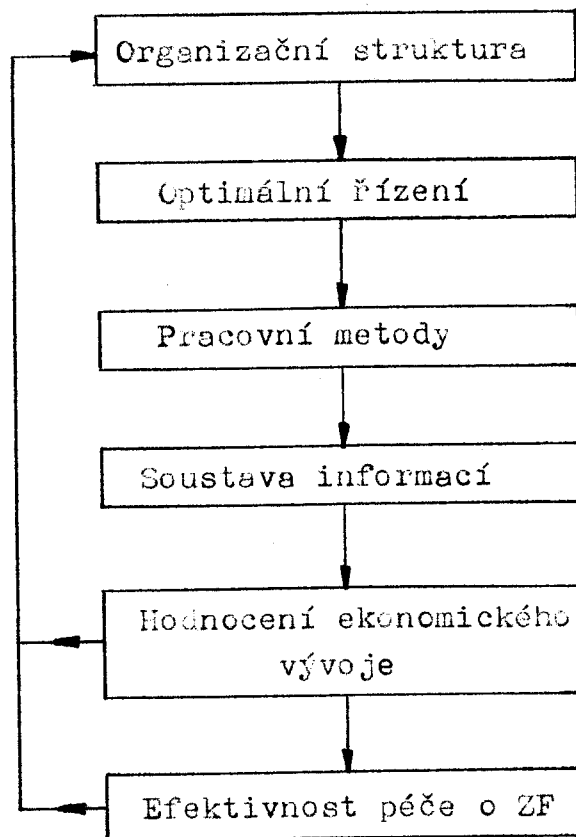 Organizační struktura
Optimální řízení
Pracovní metody
Soustava informací
Hodnocení ekonomického
vývoje
Efektivnost péče o ZF